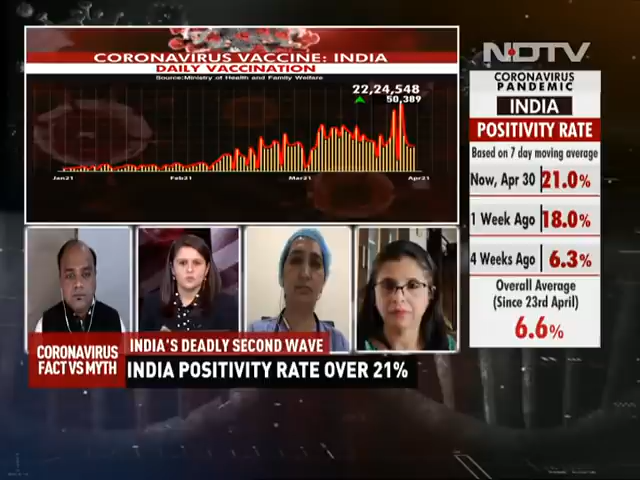 CORONAVIRUS VACCINE: INDIA
DAILY VACCINATION
Source:Ministry of Health and Family Welfare
22,24,548
50,389
Jan21
Feb21
Mar21
Apr21
NDTV
CORONAVIRUS
PANDEMIC
INDIA
POSITIVITY RATE
Based on 7 day moving average
Now, Apr 30 21.0%
1 Week Ago 18.0%
4 Weeks Ago 6.3%
Overall Average
(Since 23rd April)
6.6%
CORONAVIRUS
FACT VS MYTH
INDIA'S DEADLY SECOND WAVE
INDIA POSITIVITY RATE OVER 21%